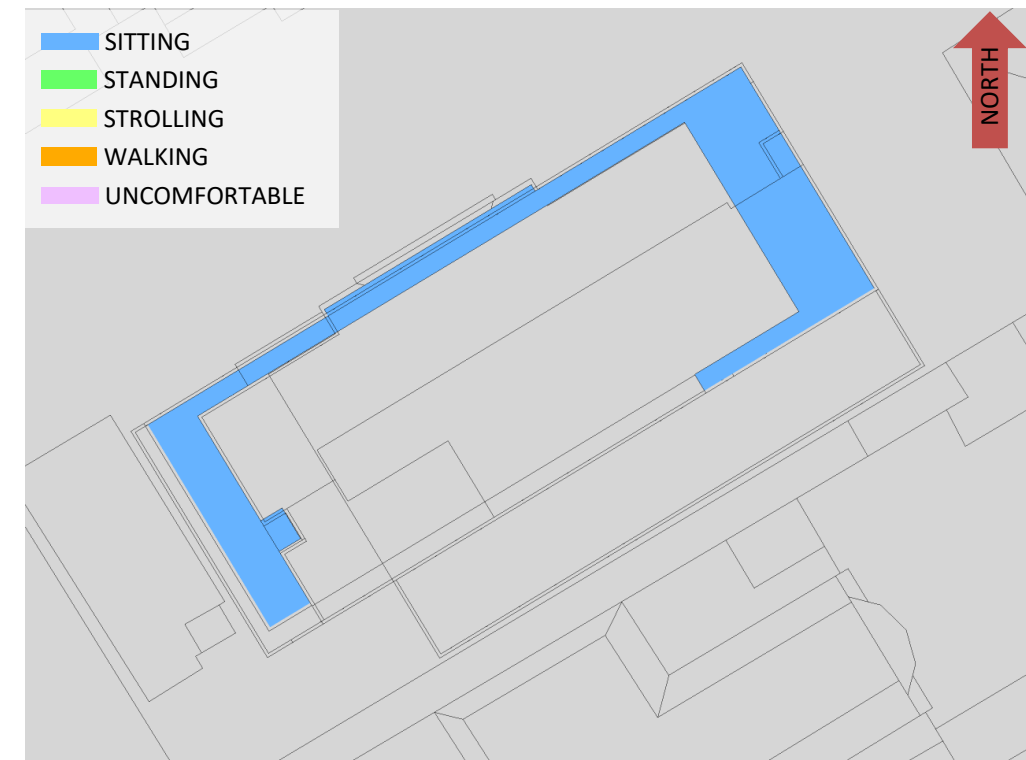 SITTING
STANDING
STROLLING
WALKING
UNCOMFORTABLE
NORTH